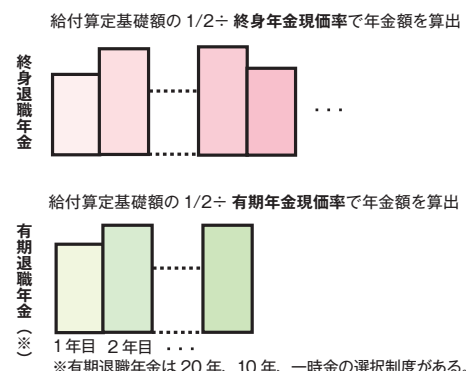 給付算定基礎額の 1/2÷ 終身年金現価率で年金額を算出
終身退職年金
・・・
給付算定基礎額の 1/2÷ 有期年金現価率で年金額を算出
有期退職年金（※）
1年目 2年目 ・・・
※有期退職年金は 20 年、10 年、一時金の選択制度がある。